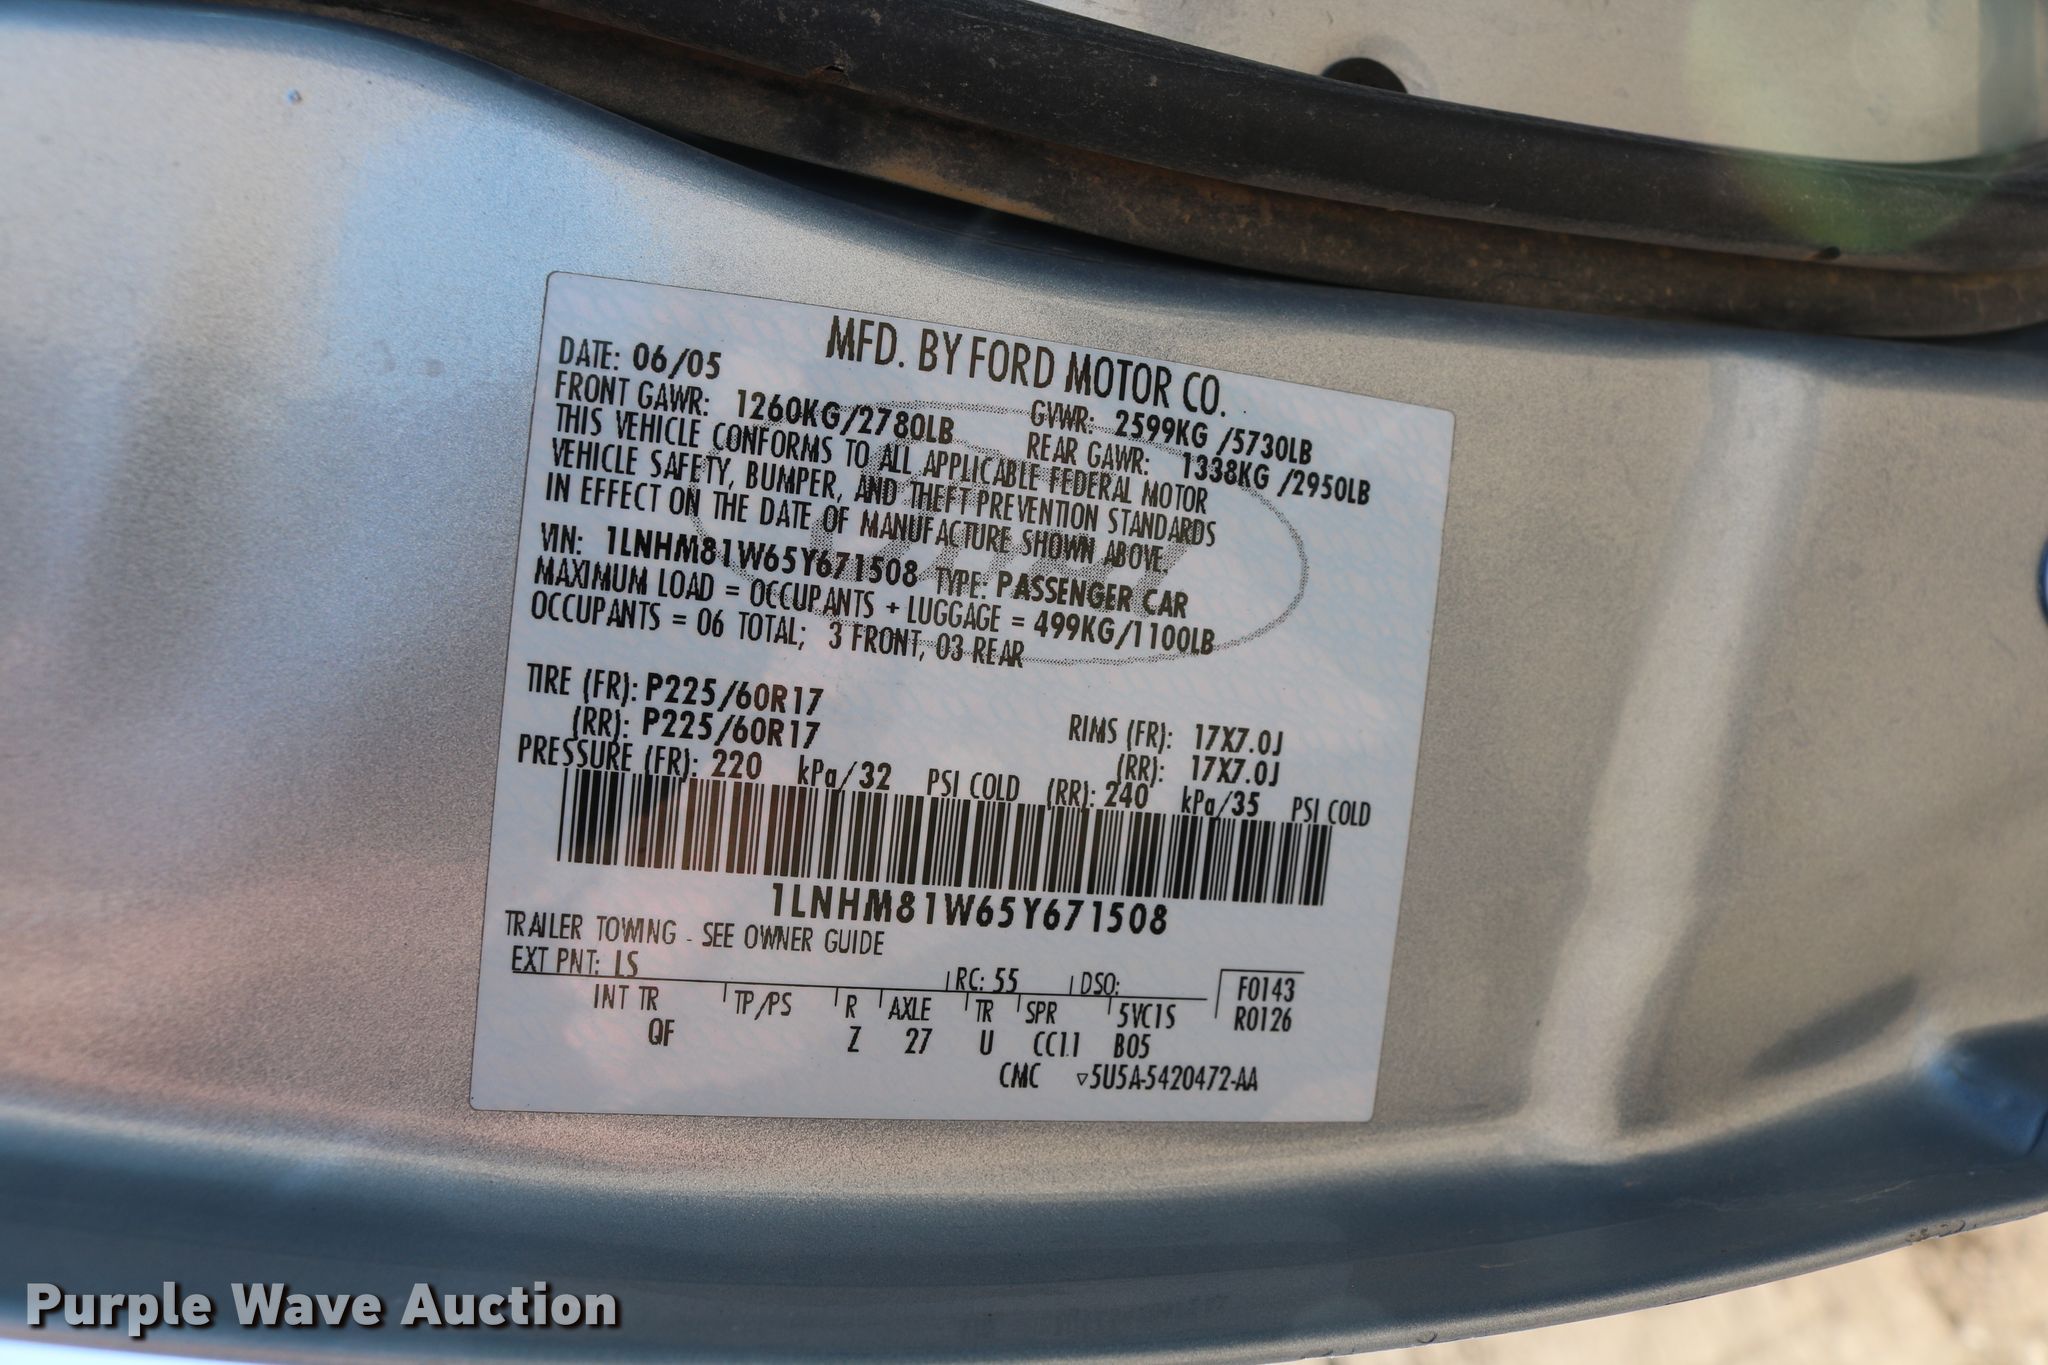 MFD. BY FORD MOTOR CO.
DATE: 06/05 GVWR: 2599KG /5730LB
FRONT GAWR: 1260KG/2780LB REAR GAWR: 1338KG /2950LB
THIS VEHICLE CONFORMS TO ALL APPLICABLE FEDERAL MOTOR
VEHICLE SAFETY, BUMPER, AND THEFT PREVENTION STANDARDS
IN EFFECT ON THE DATE OF MANUFACTURE SHOWN ABOVE.
VIN: 1LNHM81W65Y671508 TYPE: PASSENGER CAR
MAXIMUM LOAD = OCCUPANTS + LUGGAGE = 499KG/1100LB
OCCUPANTS = 06 TOTAL; 3 FRONT, 03 REAR
TIRE (FR): P225/60R17 RIMS (FR): 17X7.0J
(RR): P225/60R17 (RR): 17X7.0J
PRESSURE (FR): 220 kPa/32 PSI COLD (RR): 240 kPa/35 PSI COLD
1LNHM81W65Y671508
TRAILER TOWING - SEE OWNER GUIDE
EXT PNT: LS RC: 55 DSO: F0143
INT TR TP/PS R AXLE TR SPR 5VC1S R0126
QF Z 27 U CC11 B05
CMC ▿5U5A-5420472-AA
Purple Wave Auction